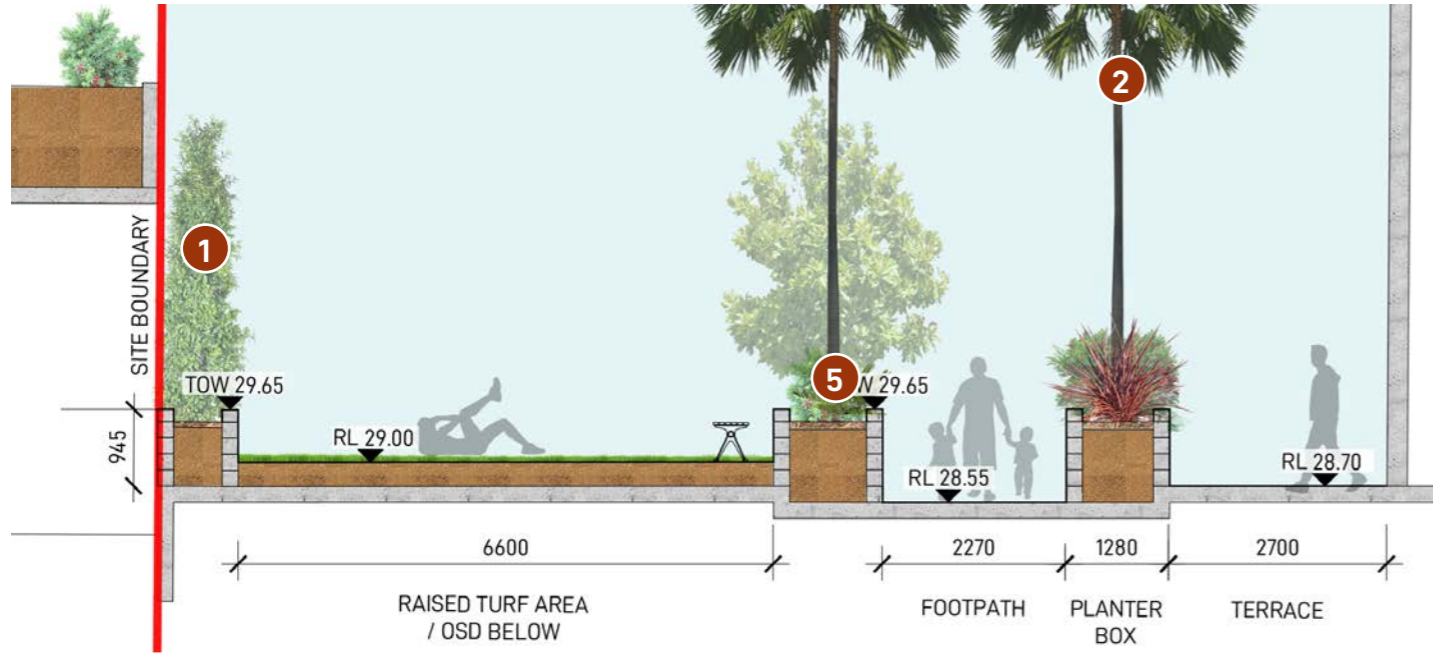 2
1
SITE BOUNDARY
TOW 29.65
5
W 29.65
945
RL 29.00
RL 28.55
RL 28.70
6600
2270
1280
2700
RAISED TURF AREA
/ OSD BELOW
FOOTPATH
PLANTER
BOX
TERRACE